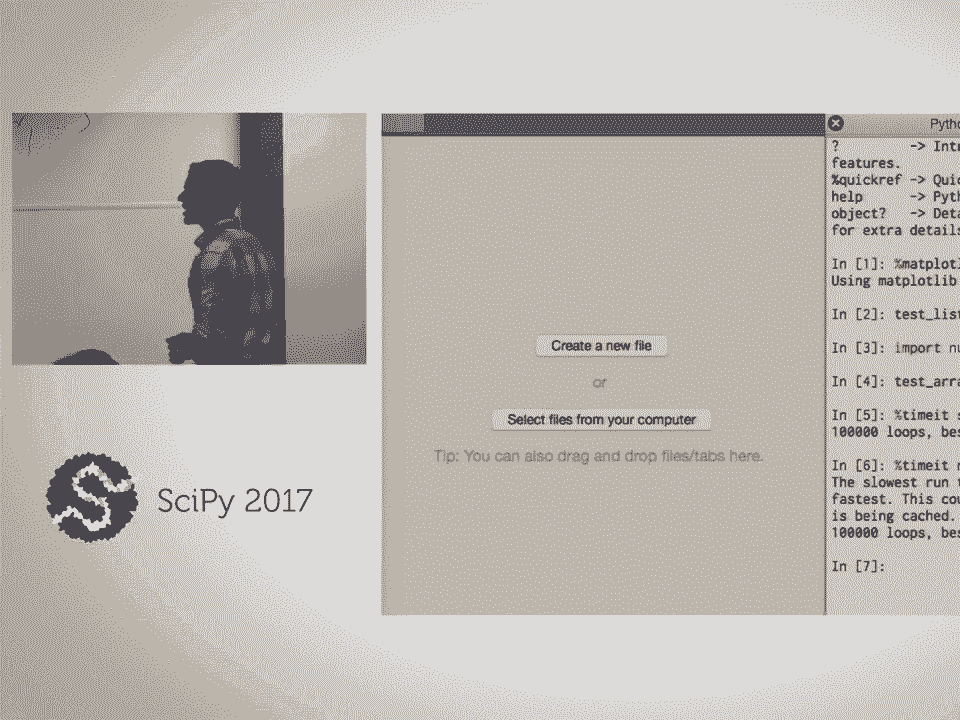 SciPy 2017
Create a new file
or
Select files from your computer
Tip: You can also drag and drop files/tabs here.
? -> Intr
features.
%quickref -> Quic
help -> Pyth
object? -> Deta
for extra details
In [1]: %matplotl
Using matplotlib
In [2]: test_list
In [3]: import nu
In [4]: test_arra
In [5]: %timeit s
100000 loops, bes
In [6]: %timeit n
The slowest run t
fastest. This cou
is being cached.
100000 loops, bes
In [7]: